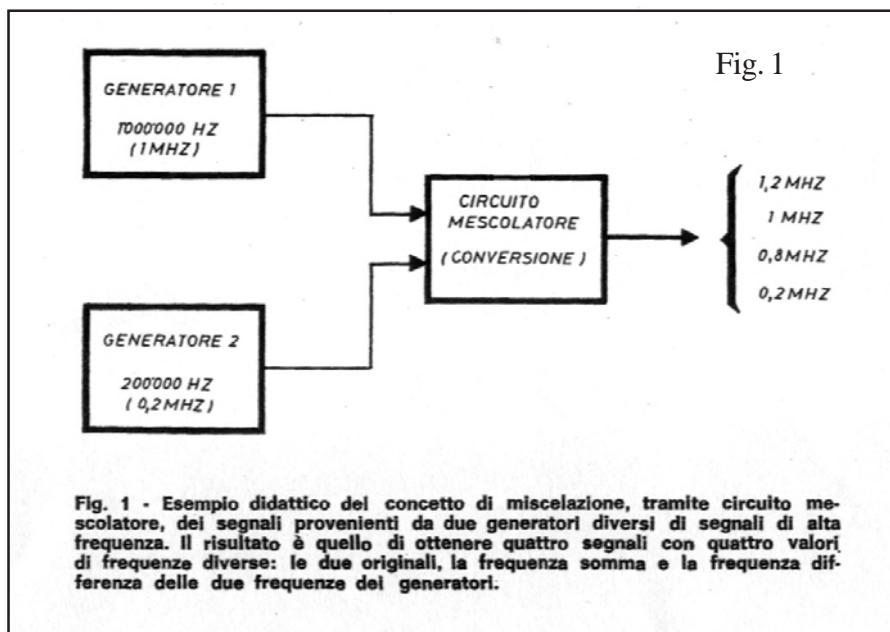 Fig. 1
GENERATORE 1
1'000'000 HZ
(1MHZ)
CIRCUITO
MESCOLATORE
(CONVERSIONE)
1,2 MHZ
1 MHZ
0,8MHZ
0,2MHZ
GENERATORE 2
200'000 HZ
(0,2MHZ)
Fig. 1 - Esempio didattico del concetto di miscelazione, tramite circuito me-
scolatore, dei segnali provenienti da due generatori diversi di segnali di alta
frequenza. Il risultato è quello di ottenere quattro segnali con quattro valori
di frequenze diverse: le due originali, la frequenza somma e la frequenza dif-
ferenza delle due frequenze dei generatori.